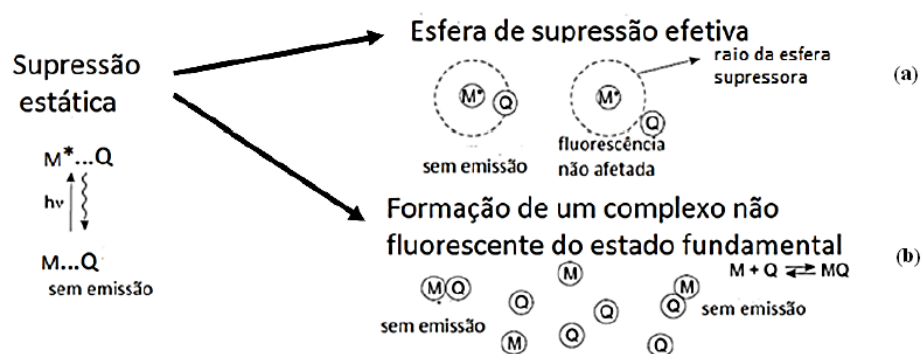 Supressão
estática
M*...Q
hν
M...Q
sem emissão
Esfera de supressão efetiva
M*
Q
sem emissão
M*
Q
fluorescência
não afetada
raio da esfera
supressora
(a)
Formação de um complexo não
fluorescente do estado fundamental
(b)
M + Q ⇌ MQ
M Q
sem emissão
Q
M
M
Q
Q
M
Q
sem emissão
Q